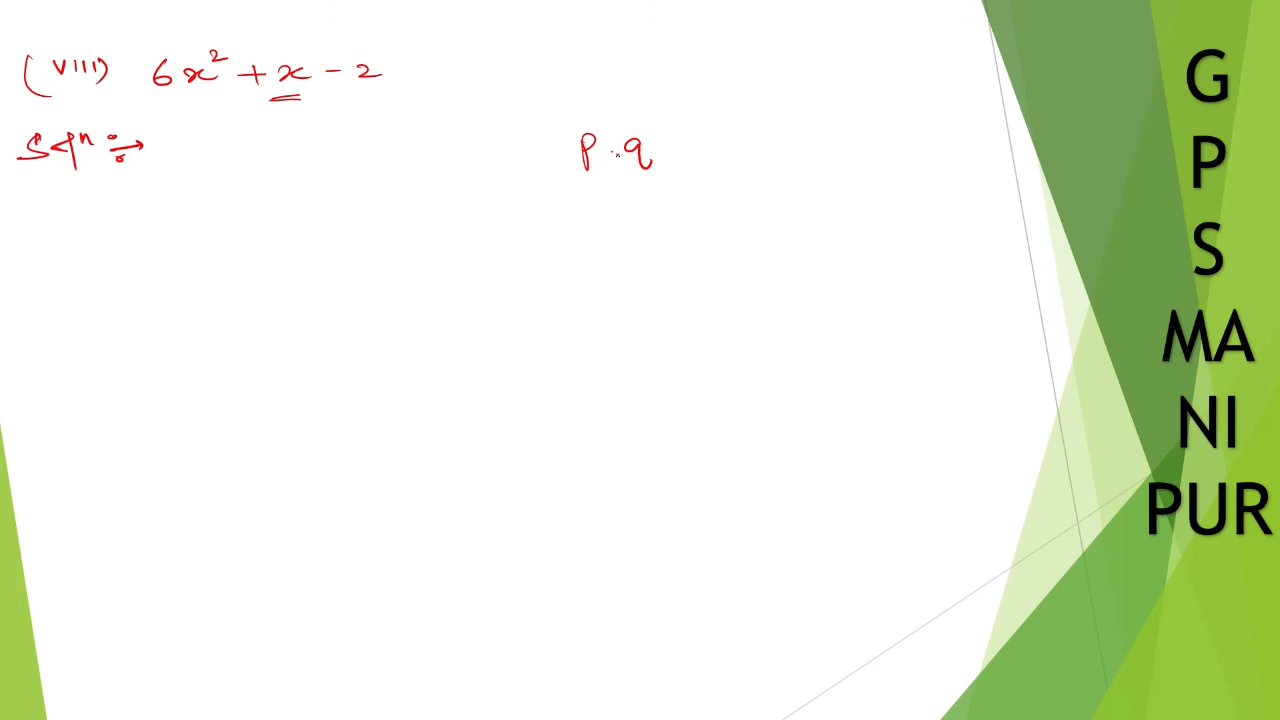 (VIII) 6x² + x - 2
Solⁿ :→
p · q
G
P
S
MA
NI
PUR